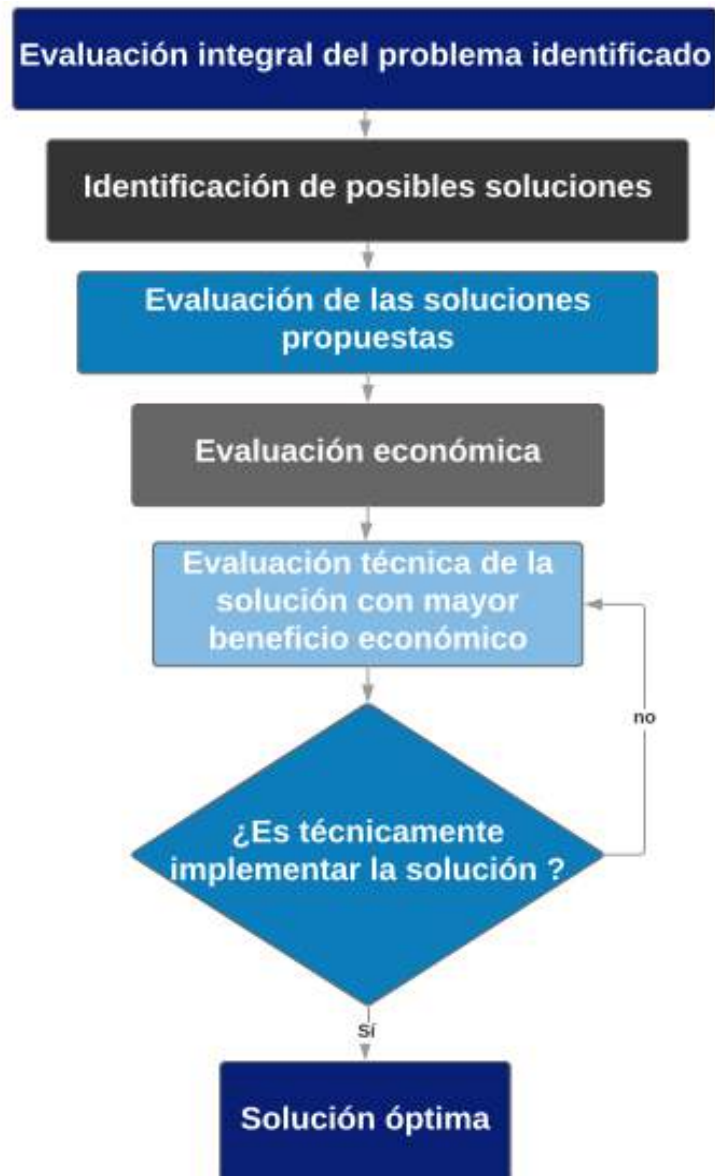 Evaluación integral del problema identificado
Identificación de posibles soluciones
Evaluación de las soluciones
propuestas
Evaluación económica
Evaluación técnica de la
solución con mayor
beneficio económico
no
¿Es técnicamente
implementar la solución ?
Sí
Solución óptima